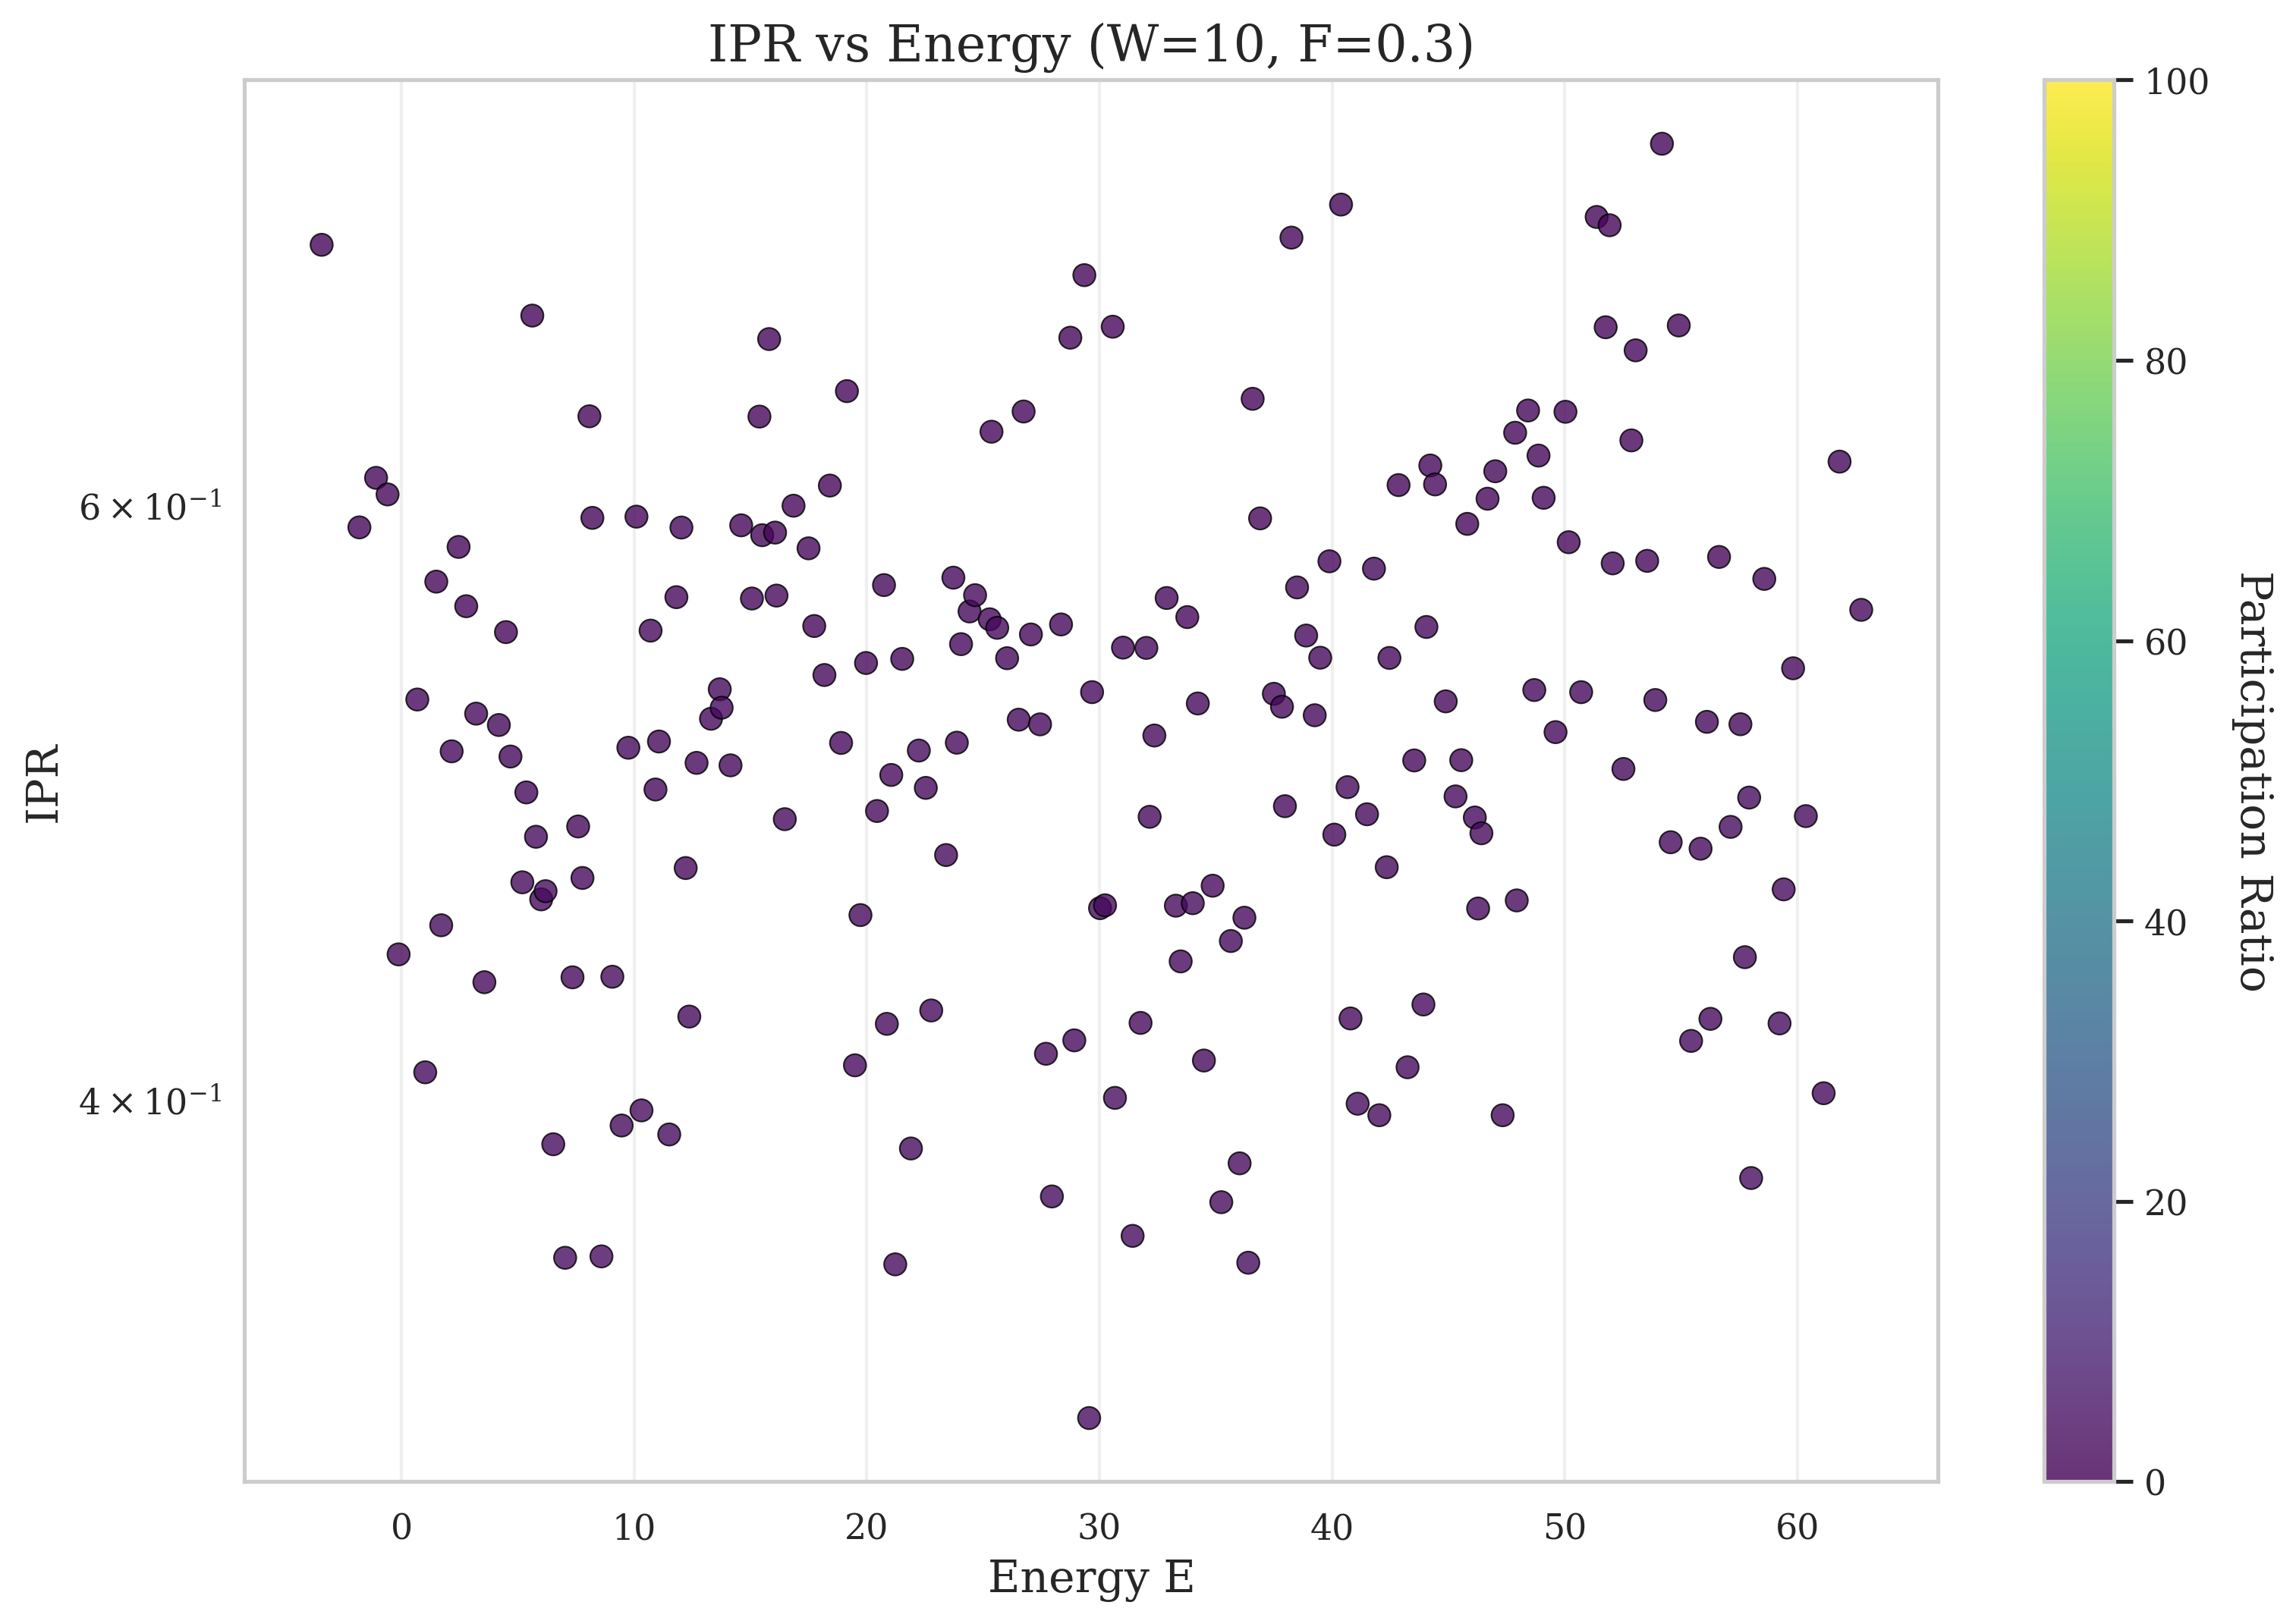 IPR vs Energy (W=10, F=0.3)
IPR
6 × 10⁻¹
4 × 10⁻¹
0
10
20
30
40
50
60
Energy E
100
80
60
40
20
0
Participation Ratio